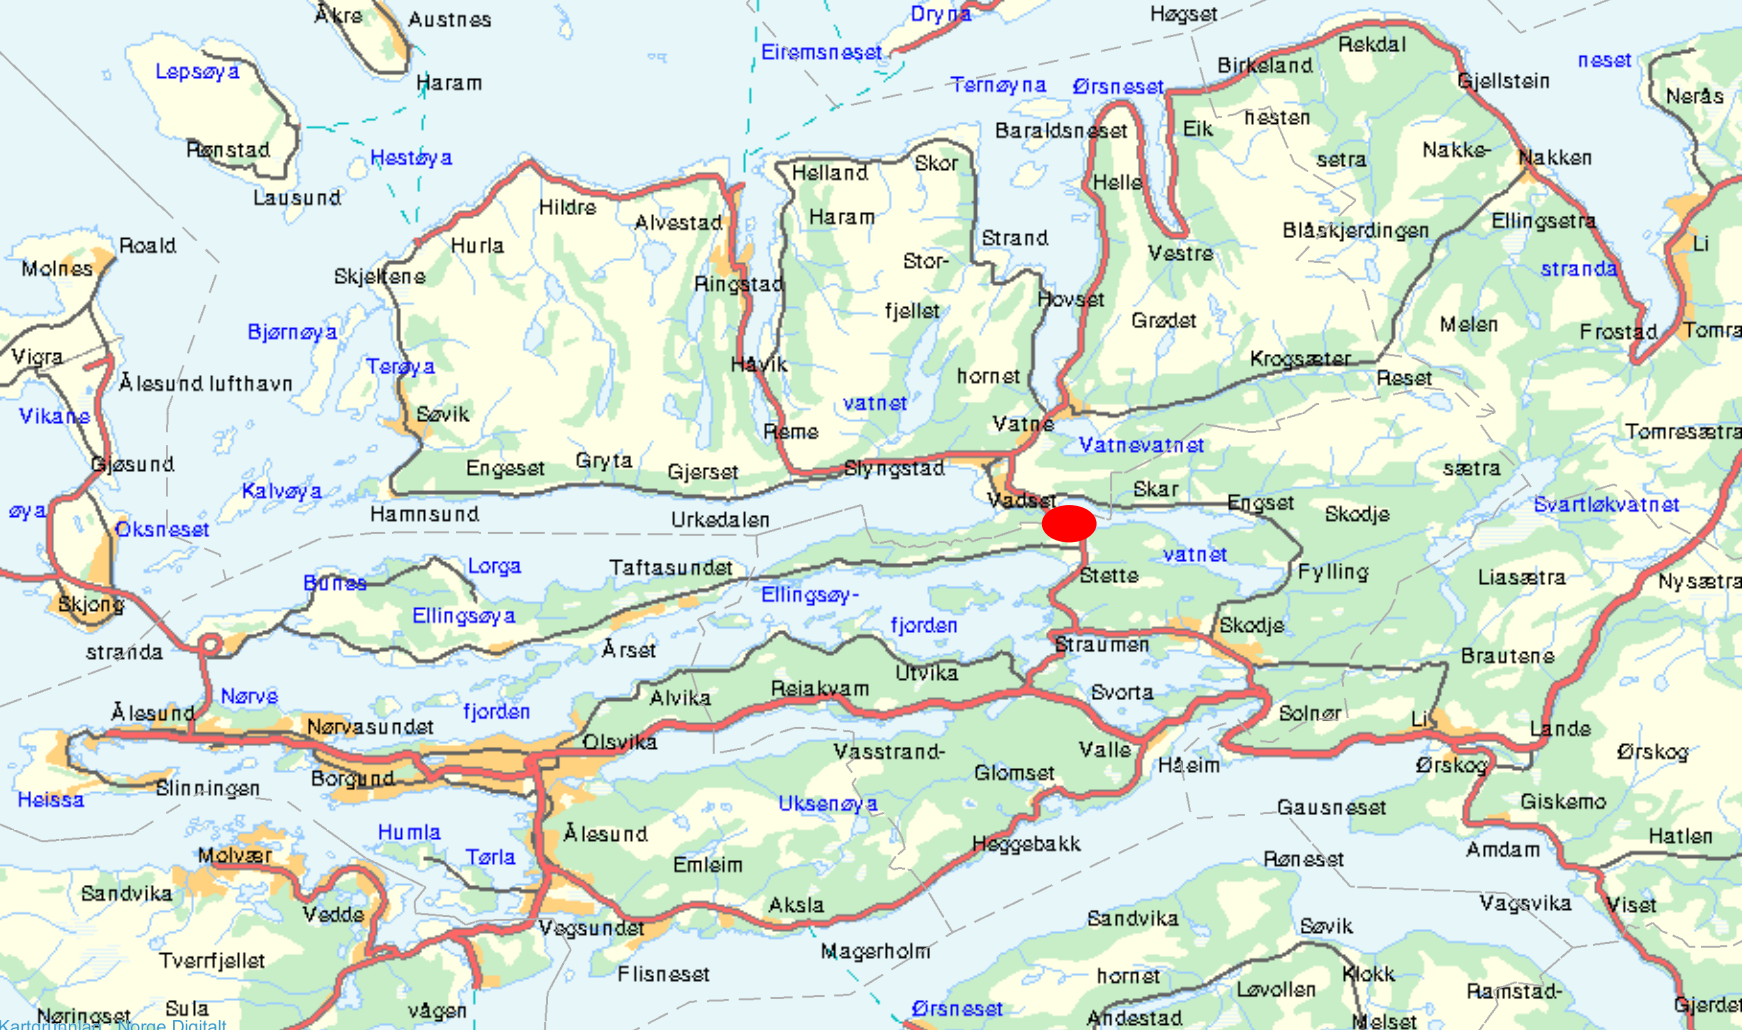 Åkre
Austnes
Dryna
Høgset
Eiremsneset
Rekdal
neset
Lepsøya
Birkeland
Haram
Ternøyna
Ørsneset
Gjellstein
Nerås
Baraldsneset
Eik
hesten
Rønstad
Hestøya
Skor
setra
Nakke-
Nakken
Helland
Helle
Lausund
Hildre
Alvestad
Haram
Ellingsetra
Roald
Hurla
Strand
Blåskjerdingen
Li
Molnes
Skjeltene
Stor-
Vestre
stranda
Ringstad
Hovset
fjellet
Grødet
Melen
Frostad
Tomra
Bjørnøya
Vigra
Terøya
Håvik
hornet
Krogsæter
Reset
Ålesund lufthavn
Vikane
Søvik
vatnet
Vatne
Reme
Vatnevatnet
Tomresætra
Gjøsund
Engeset
Gryta
Gjerset
Slyngstad
sætra
Kalvøya
Vadset
Skar
Engset
Svartløkvatnet
øya
Oksneset
Hamnsund
Urkedalen
Skodje
vatnet
Lorga
Taftasundet
Stette
Fylling
Liasætra
Nysætra
Bunes
Ellingsøy-
Skjong
Ellingsøya
fjorden
Skodje
stranda
Årset
Straumen
Brautene
Utvika
Nørve
Alvika
Reiakvam
Svorta
Ålesund
fjorden
Solnør
Li
Nørvasundet
Lande
Olsvika
Vasstrand-
Valle
Ørskog
Håeim
Ørskog
Borgund
Glomset
Slinningen
Heissa
Uksenøya
Gausneset
Giskemo
Humla
Ålesund
Hatlen
Heggebakk
Molvær
Tørla
Amdam
Emleim
Røneset
Sandvika
Vedde
Aksla
Vagsvika
Viset
Sandvika
Vegsundet
Søvik
Magerholm
Tverrfjellet
Flisneset
hornet
Klokk
Løvollen
Ramstad-
Sula
vågen
Ørsneset
Gjerdet
Nøringset
Andestad
Melset
Kartgrunnlag : Norge Digitalt